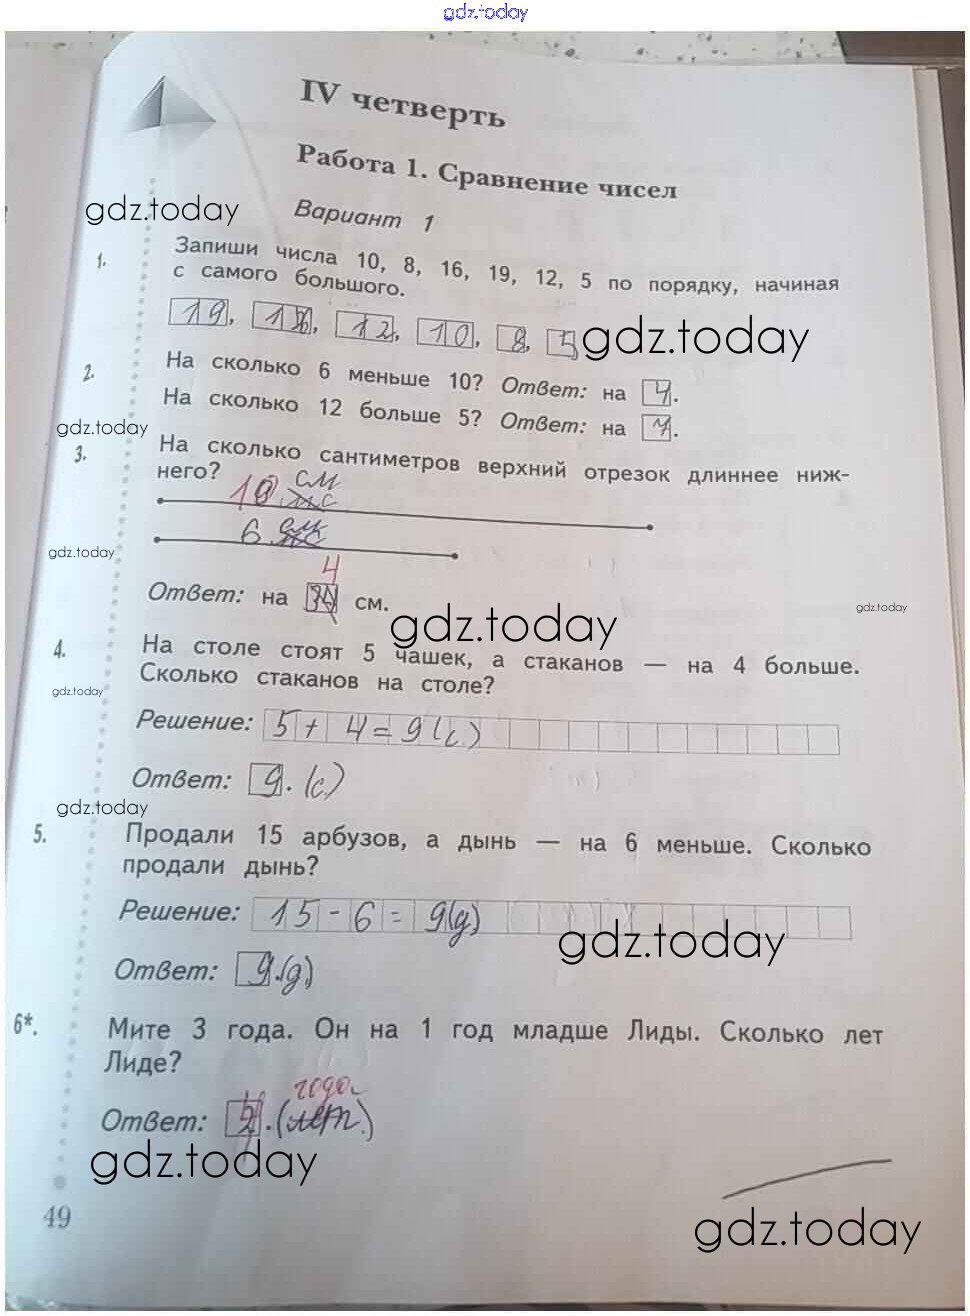 gdz.today
IV четверть
Работа 1. Сравнение чисел
gdz.today
Вариант 1
1. Запиши числа 10, 8, 16, 19, 12, 5 по порядку, начиная
с самого большого.
19, 16, 12, 10, 8, 5
gdz.today
2. На сколько 6 меньше 10? Ответ: на 4.
На сколько 12 больше 5? Ответ: на 7.
gdz.today
3. На сколько сантиметров верхний отрезок длиннее ниж-
него?
10 см
6 см
gdz.today
4
Ответ: на см.
gdz.today
gdz.today
4. На столе стоят 5 чашек, а стаканов — на 4 больше.
Сколько стаканов на столе?
gdz.today
Решение: 5 + 4 = 9 (с.)
Ответ: 9. (с.)
gdz.today
5. Продали 15 арбузов, а дынь — на 6 меньше. Сколько
продали дынь?
Решение: 15 - 6 = 9 (д)
gdz.today
Ответ: 9. (д)
6*. Мите 3 года. Он на 1 год младше Лиды. Сколько лет
Лиде?
года
Ответ: . (лет.)
gdz.today
49
gdz.today